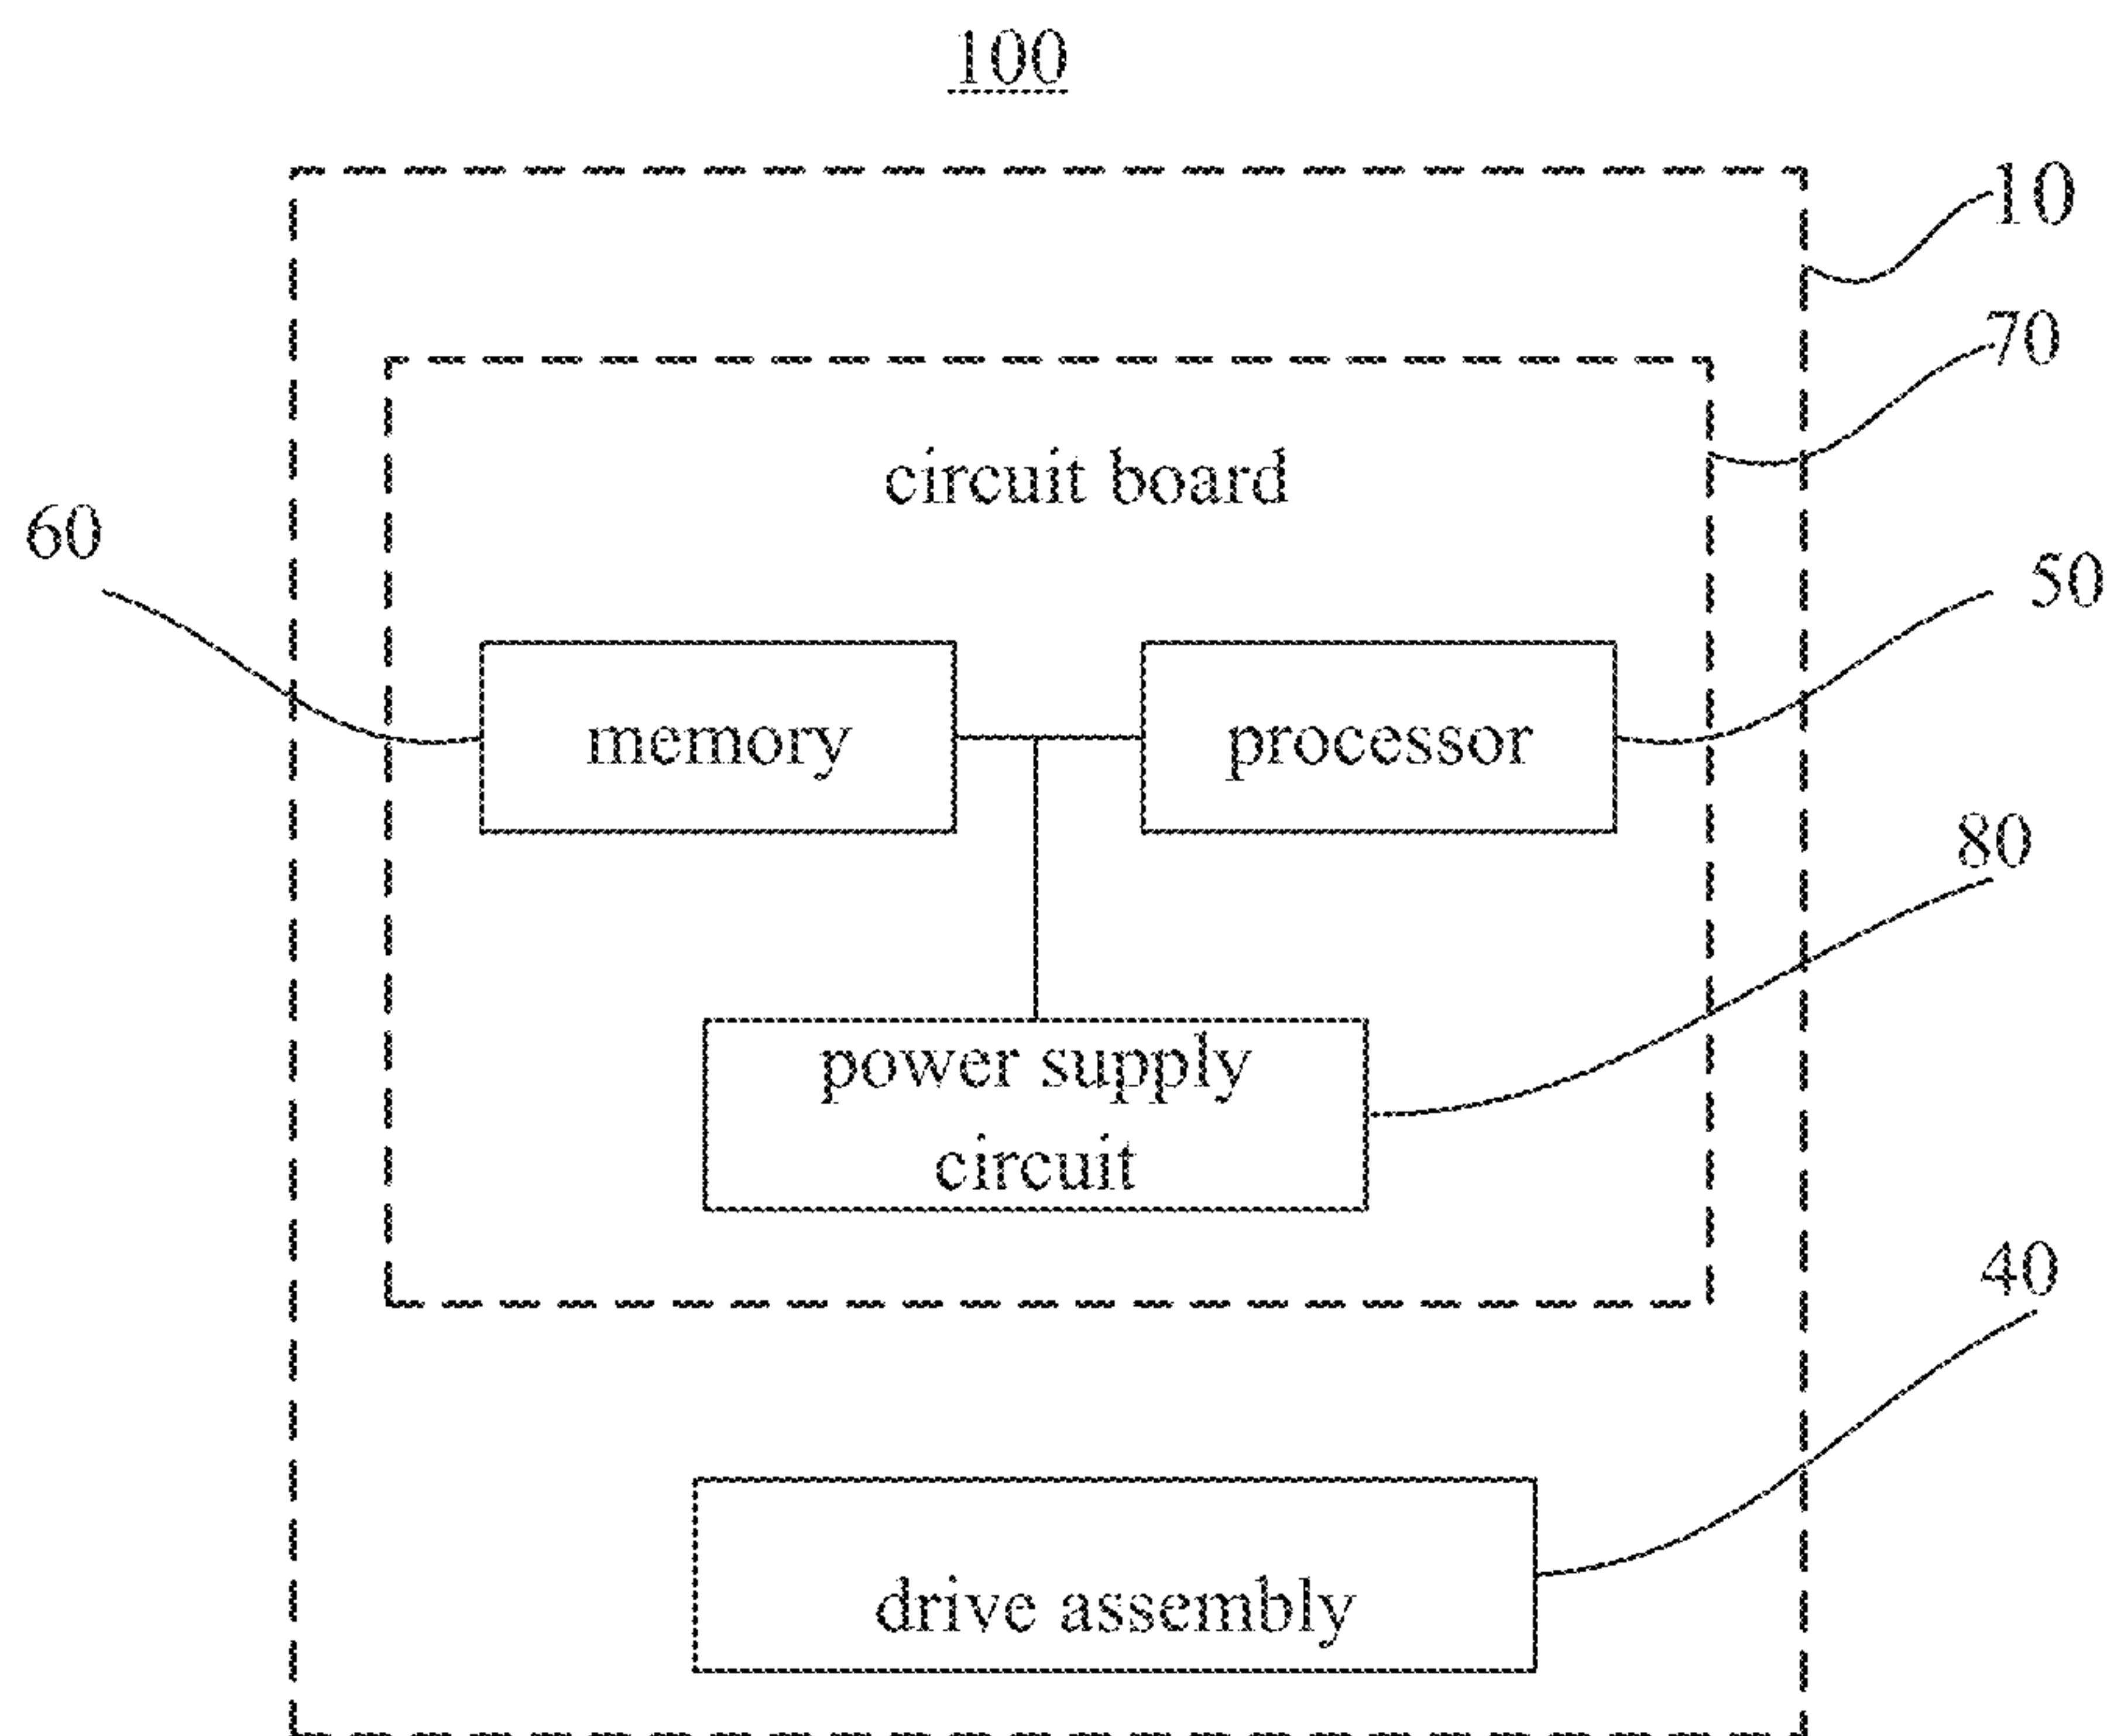 100
10
70
circuit board
60
50
memory
processor
80
power supply
circuit
40
drive assembly